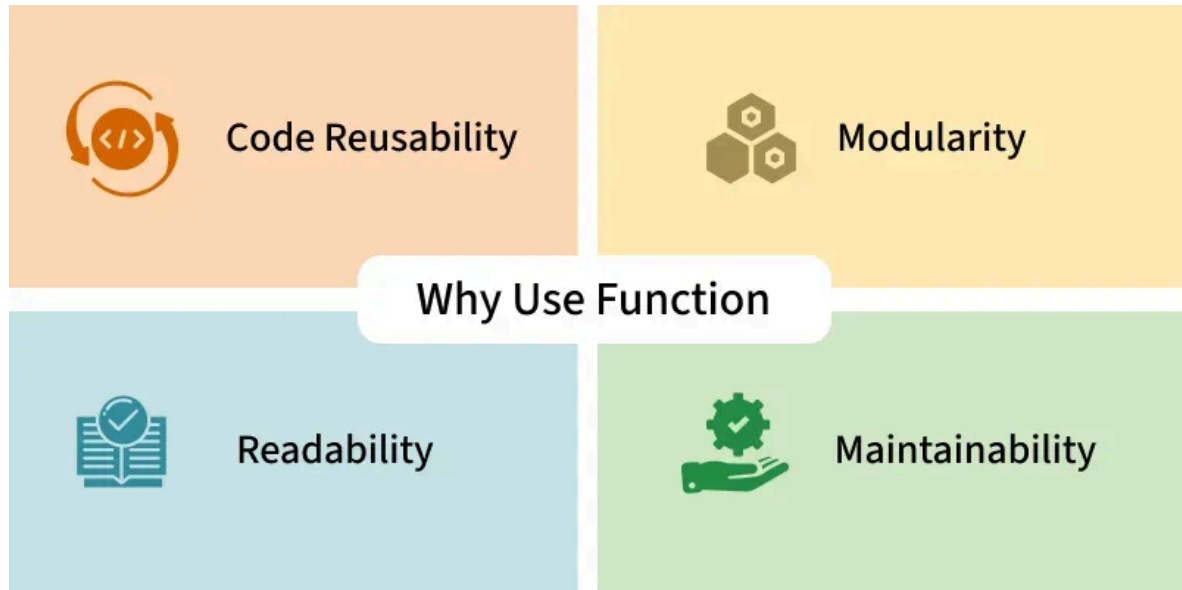 Code Reusability
Modularity
Why Use Function
Readability
Maintainability